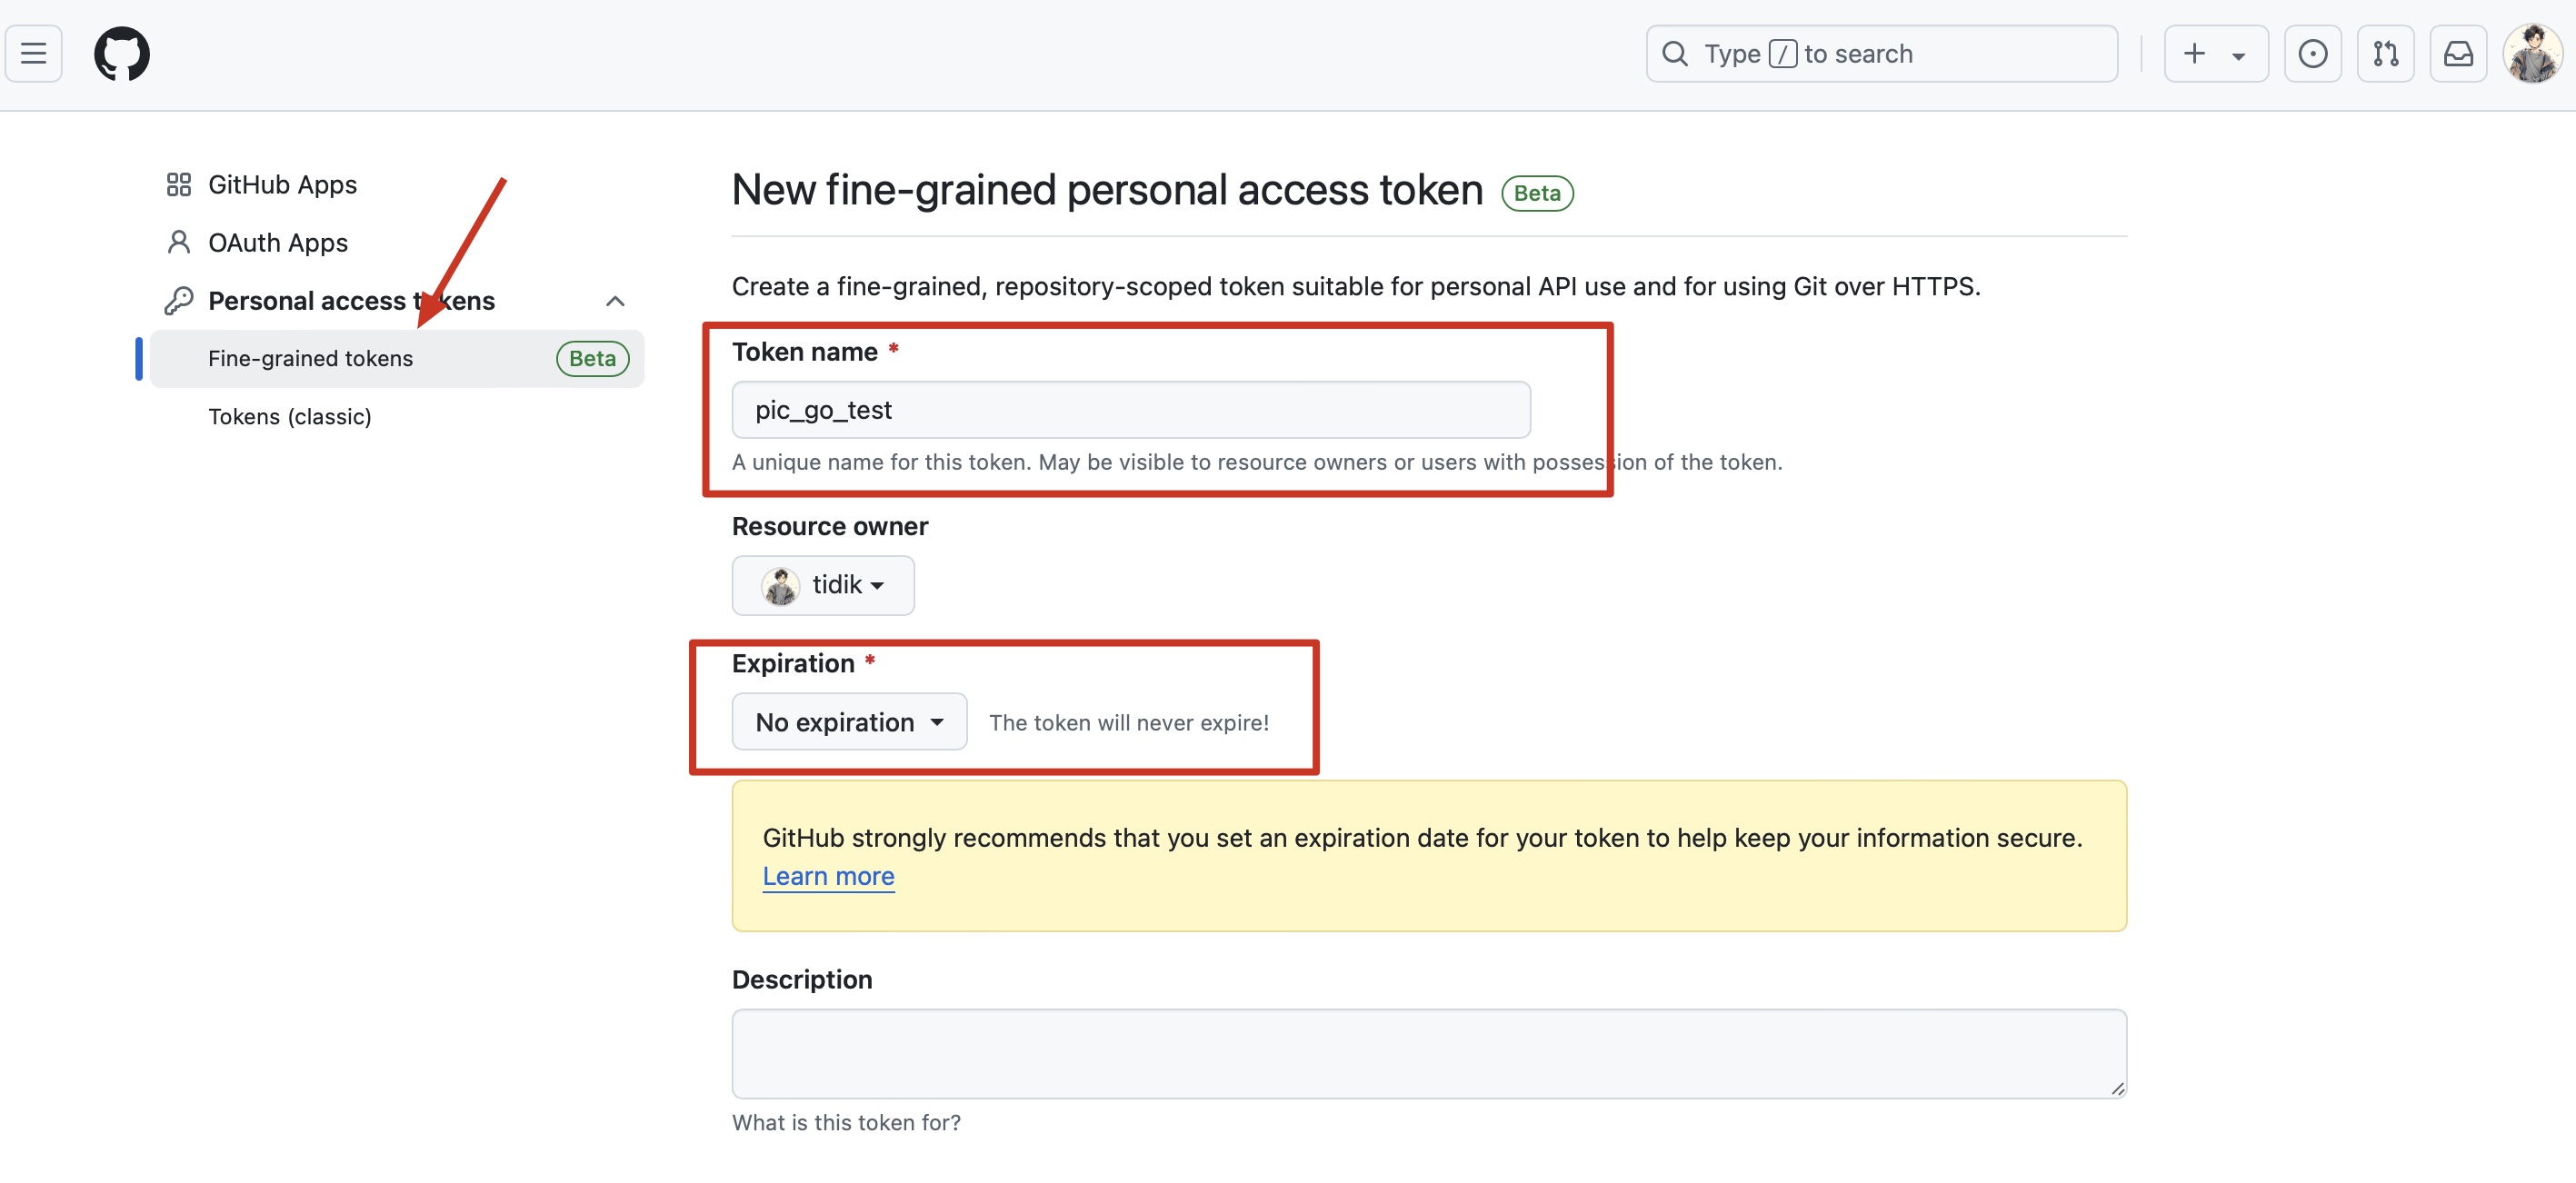 Type / to search
GitHub Apps
OAuth Apps
Personal access tokens
Fine-grained tokens Beta
Tokens (classic)
New fine-grained personal access token Beta
Create a fine-grained, repository-scoped token suitable for personal API use and for using Git over HTTPS.
Token name *
pic_go_test
A unique name for this token. May be visible to resource owners or users with possession of the token.
Resource owner
tidik
Expiration *
No expiration The token will never expire!
GitHub strongly recommends that you set an expiration date for your token to help keep your information secure.
Learn more
Description
What is this token for?